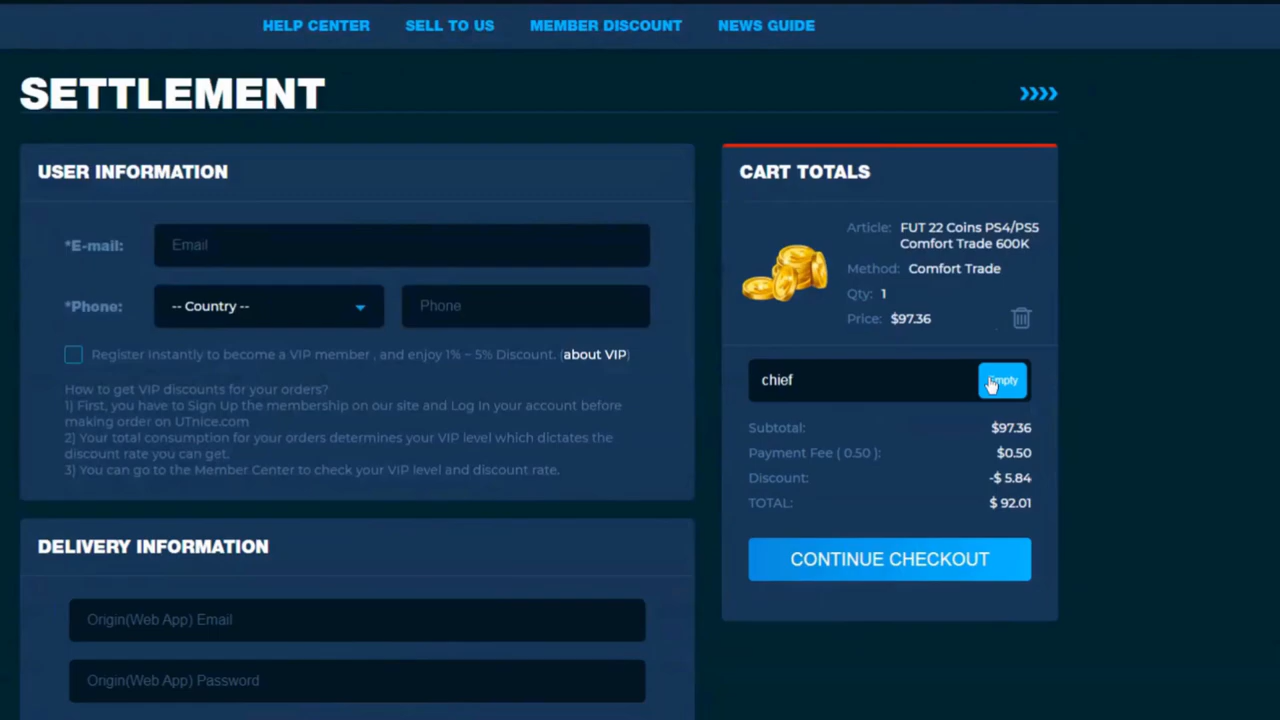 HELP CENTER SELL TO US MEMBER DISCOUNT NEWS GUIDE
SETTLEMENT
USER INFORMATION
*E-mail: Email
*Phone: -- Country -- Phone
Register Instantly to become a VIP member , and enjoy 1% – 5% Discount. (about VIP)
How to get VIP discounts for your orders?
1) First, you have to Sign Up the membership on our site and Log In your account before
making order on UTnice.com
2) Your total consumption for your orders determines your VIP level which dictates the
discount rate you can get.
3) You can go to the Member Center to check your VIP level and discount rate.
DELIVERY INFORMATION
Origin(Web App) Email
Origin(Web App) Password
CART TOTALS
Article: FUT 22 Coins PS4/PS5
Comfort Trade 600K
Method: Comfort Trade
Qty: 1
Price: $97.36
chief Empty
Subtotal: $97.36
Payment Fee ( 0.50 ): $0.50
Discount: -$ 5.84
TOTAL: $ 92.01
CONTINUE CHECKOUT